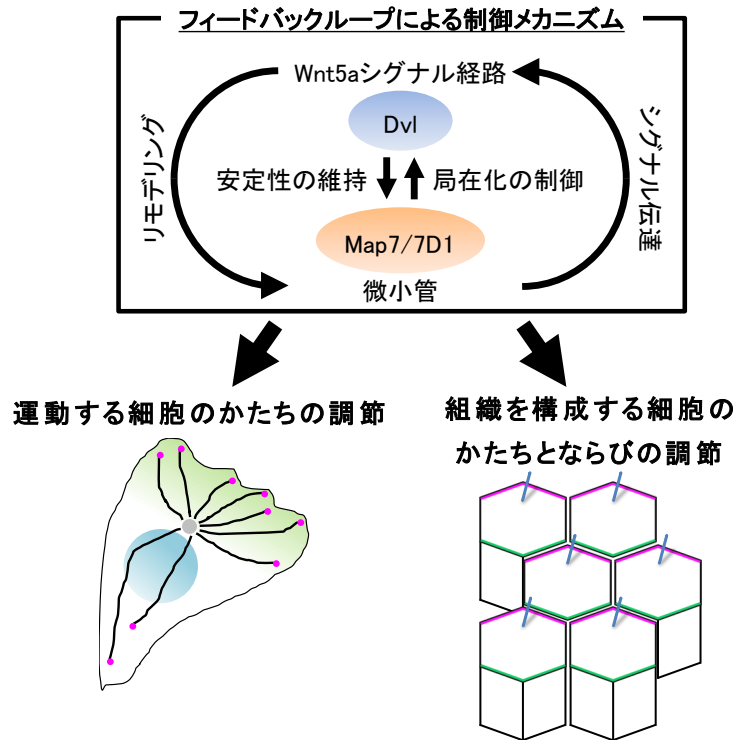 フィードバックループによる制御メカニズム
Wnt5aシグナル経路
Dvl
リモデリング
安定性の維持
局在化の制御
シグナル伝達
Map7/7D1
微小管
運動する細胞のかたちの調節
組織を構成する細胞の
かたちとならびの調節